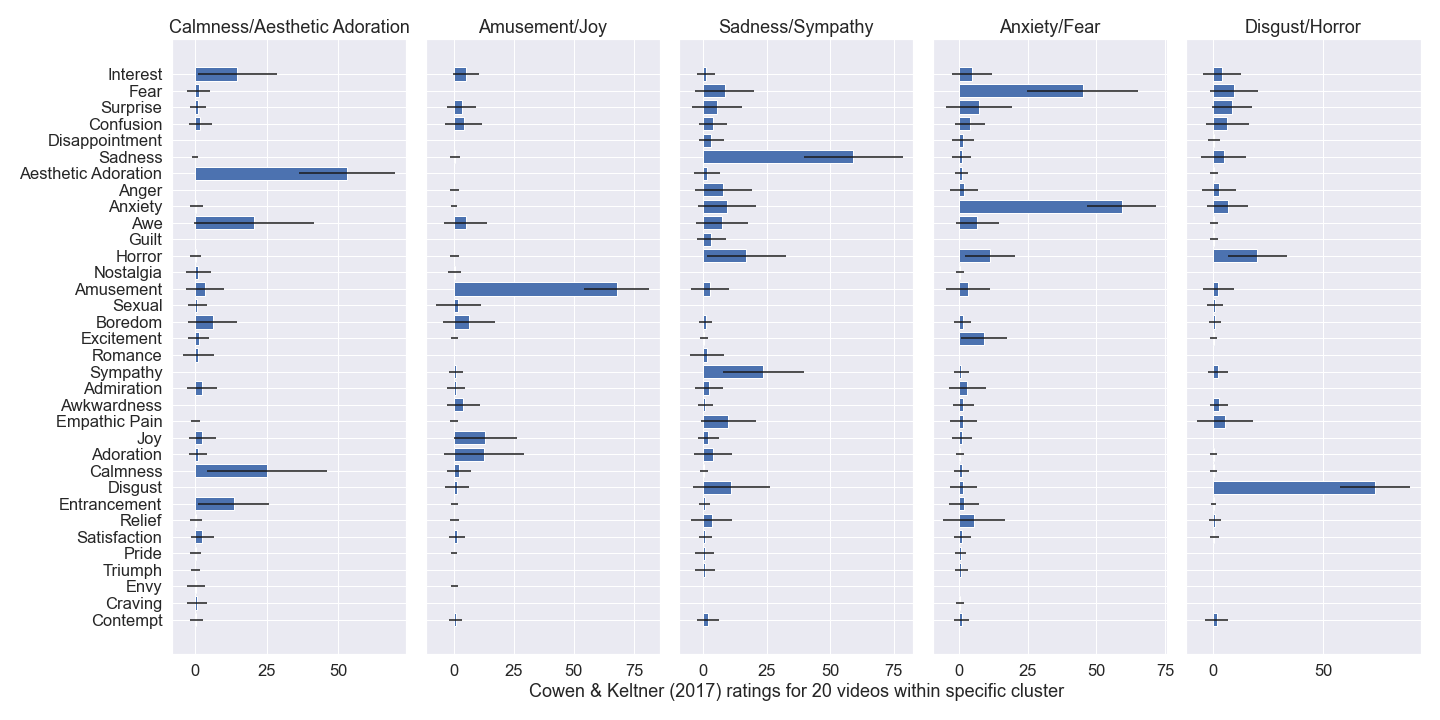 Calmness/Aesthetic Adoration
Amusement/Joy
Sadness/Sympathy
Anxiety/Fear
Disgust/Horror
Interest
Fear
Surprise
Confusion
Disappointment
Sadness
Aesthetic Adoration
Anger
Anxiety
Awe
Guilt
Horror
Nostalgia
Amusement
Sexual
Boredom
Excitement
Romance
Sympathy
Admiration
Awkwardness
Empathic Pain
Joy
Adoration
Calmness
Disgust
Entrancement
Relief
Satisfaction
Pride
Triumph
Envy
Craving
Contempt
0 25 50
0 25 50 75
0 25 50 75
0 25 50 75
0 50
Cowen & Keltner (2017) ratings for 20 videos within specific cluster